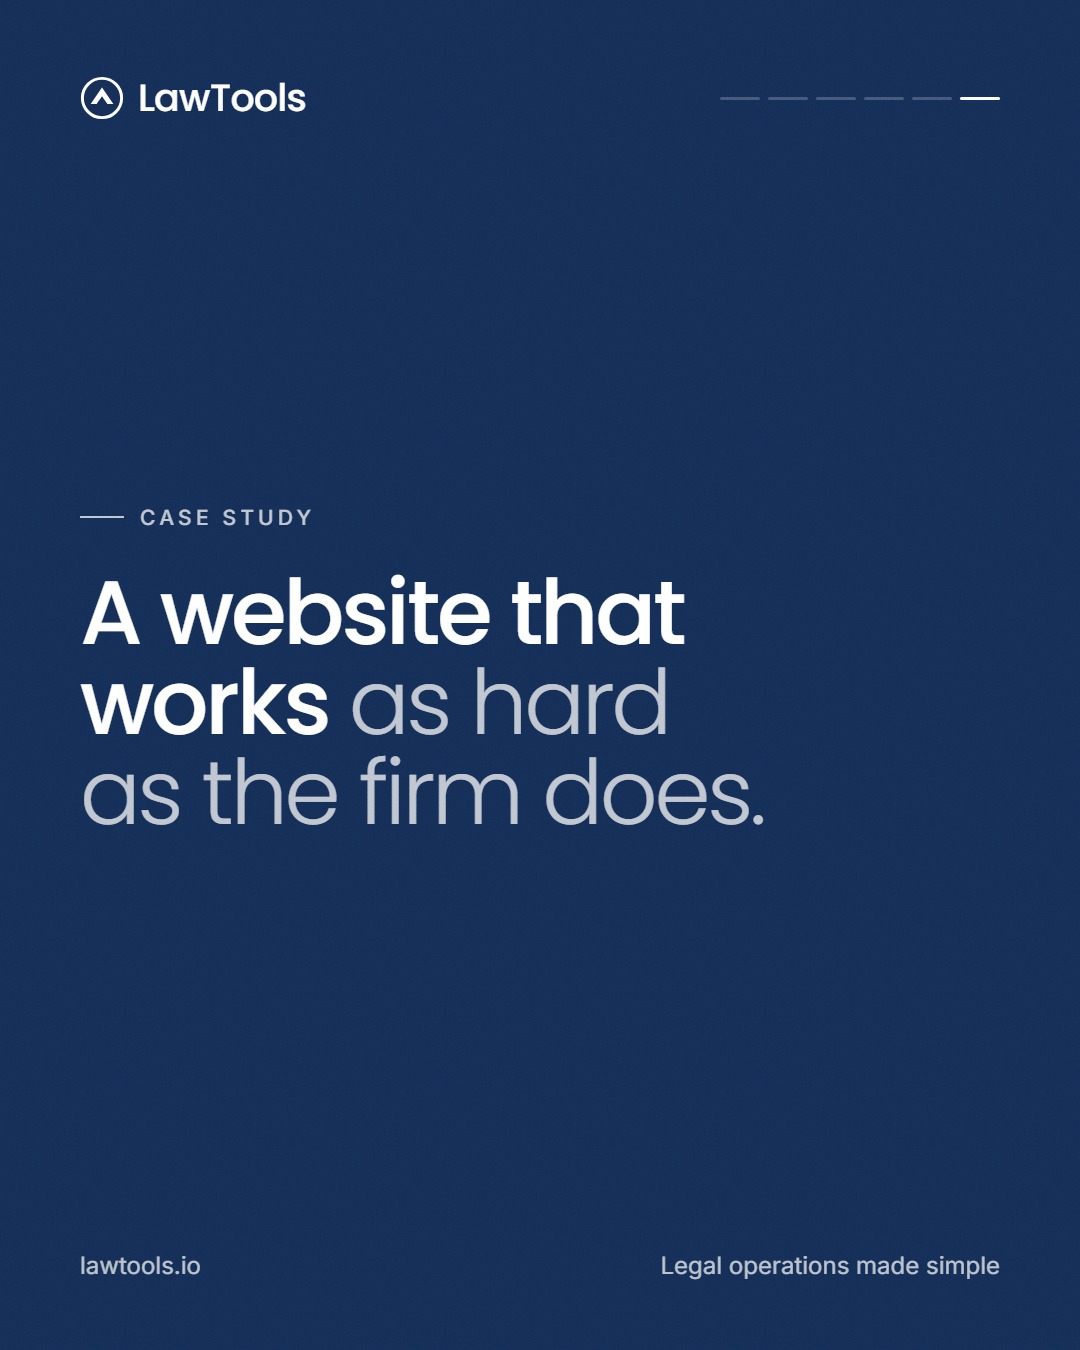 LawTools
CASE STUDY
A website that
works as hard
as the firm does.
lawtools.io
Legal operations made simple